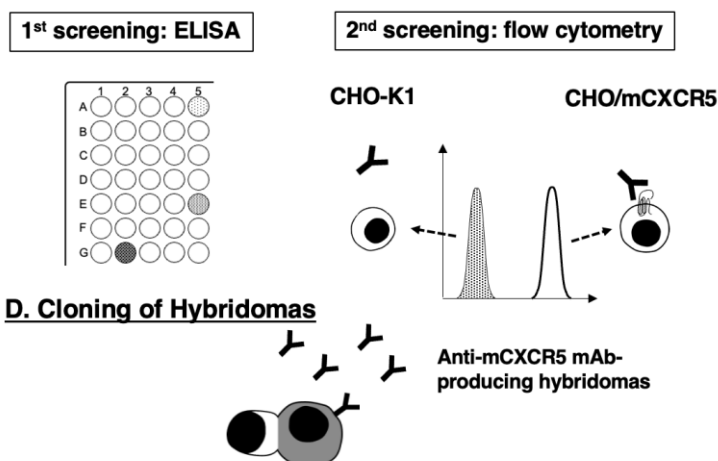 1st screening: ELISA
2nd screening: flow cytometry
CHO-K1
CHO/mCXCR5
1 2 3 4 5
A
B
C
D
E
F
G
D. Cloning of Hybridomas
Anti-mCXCR5 mAb-
producing hybridomas